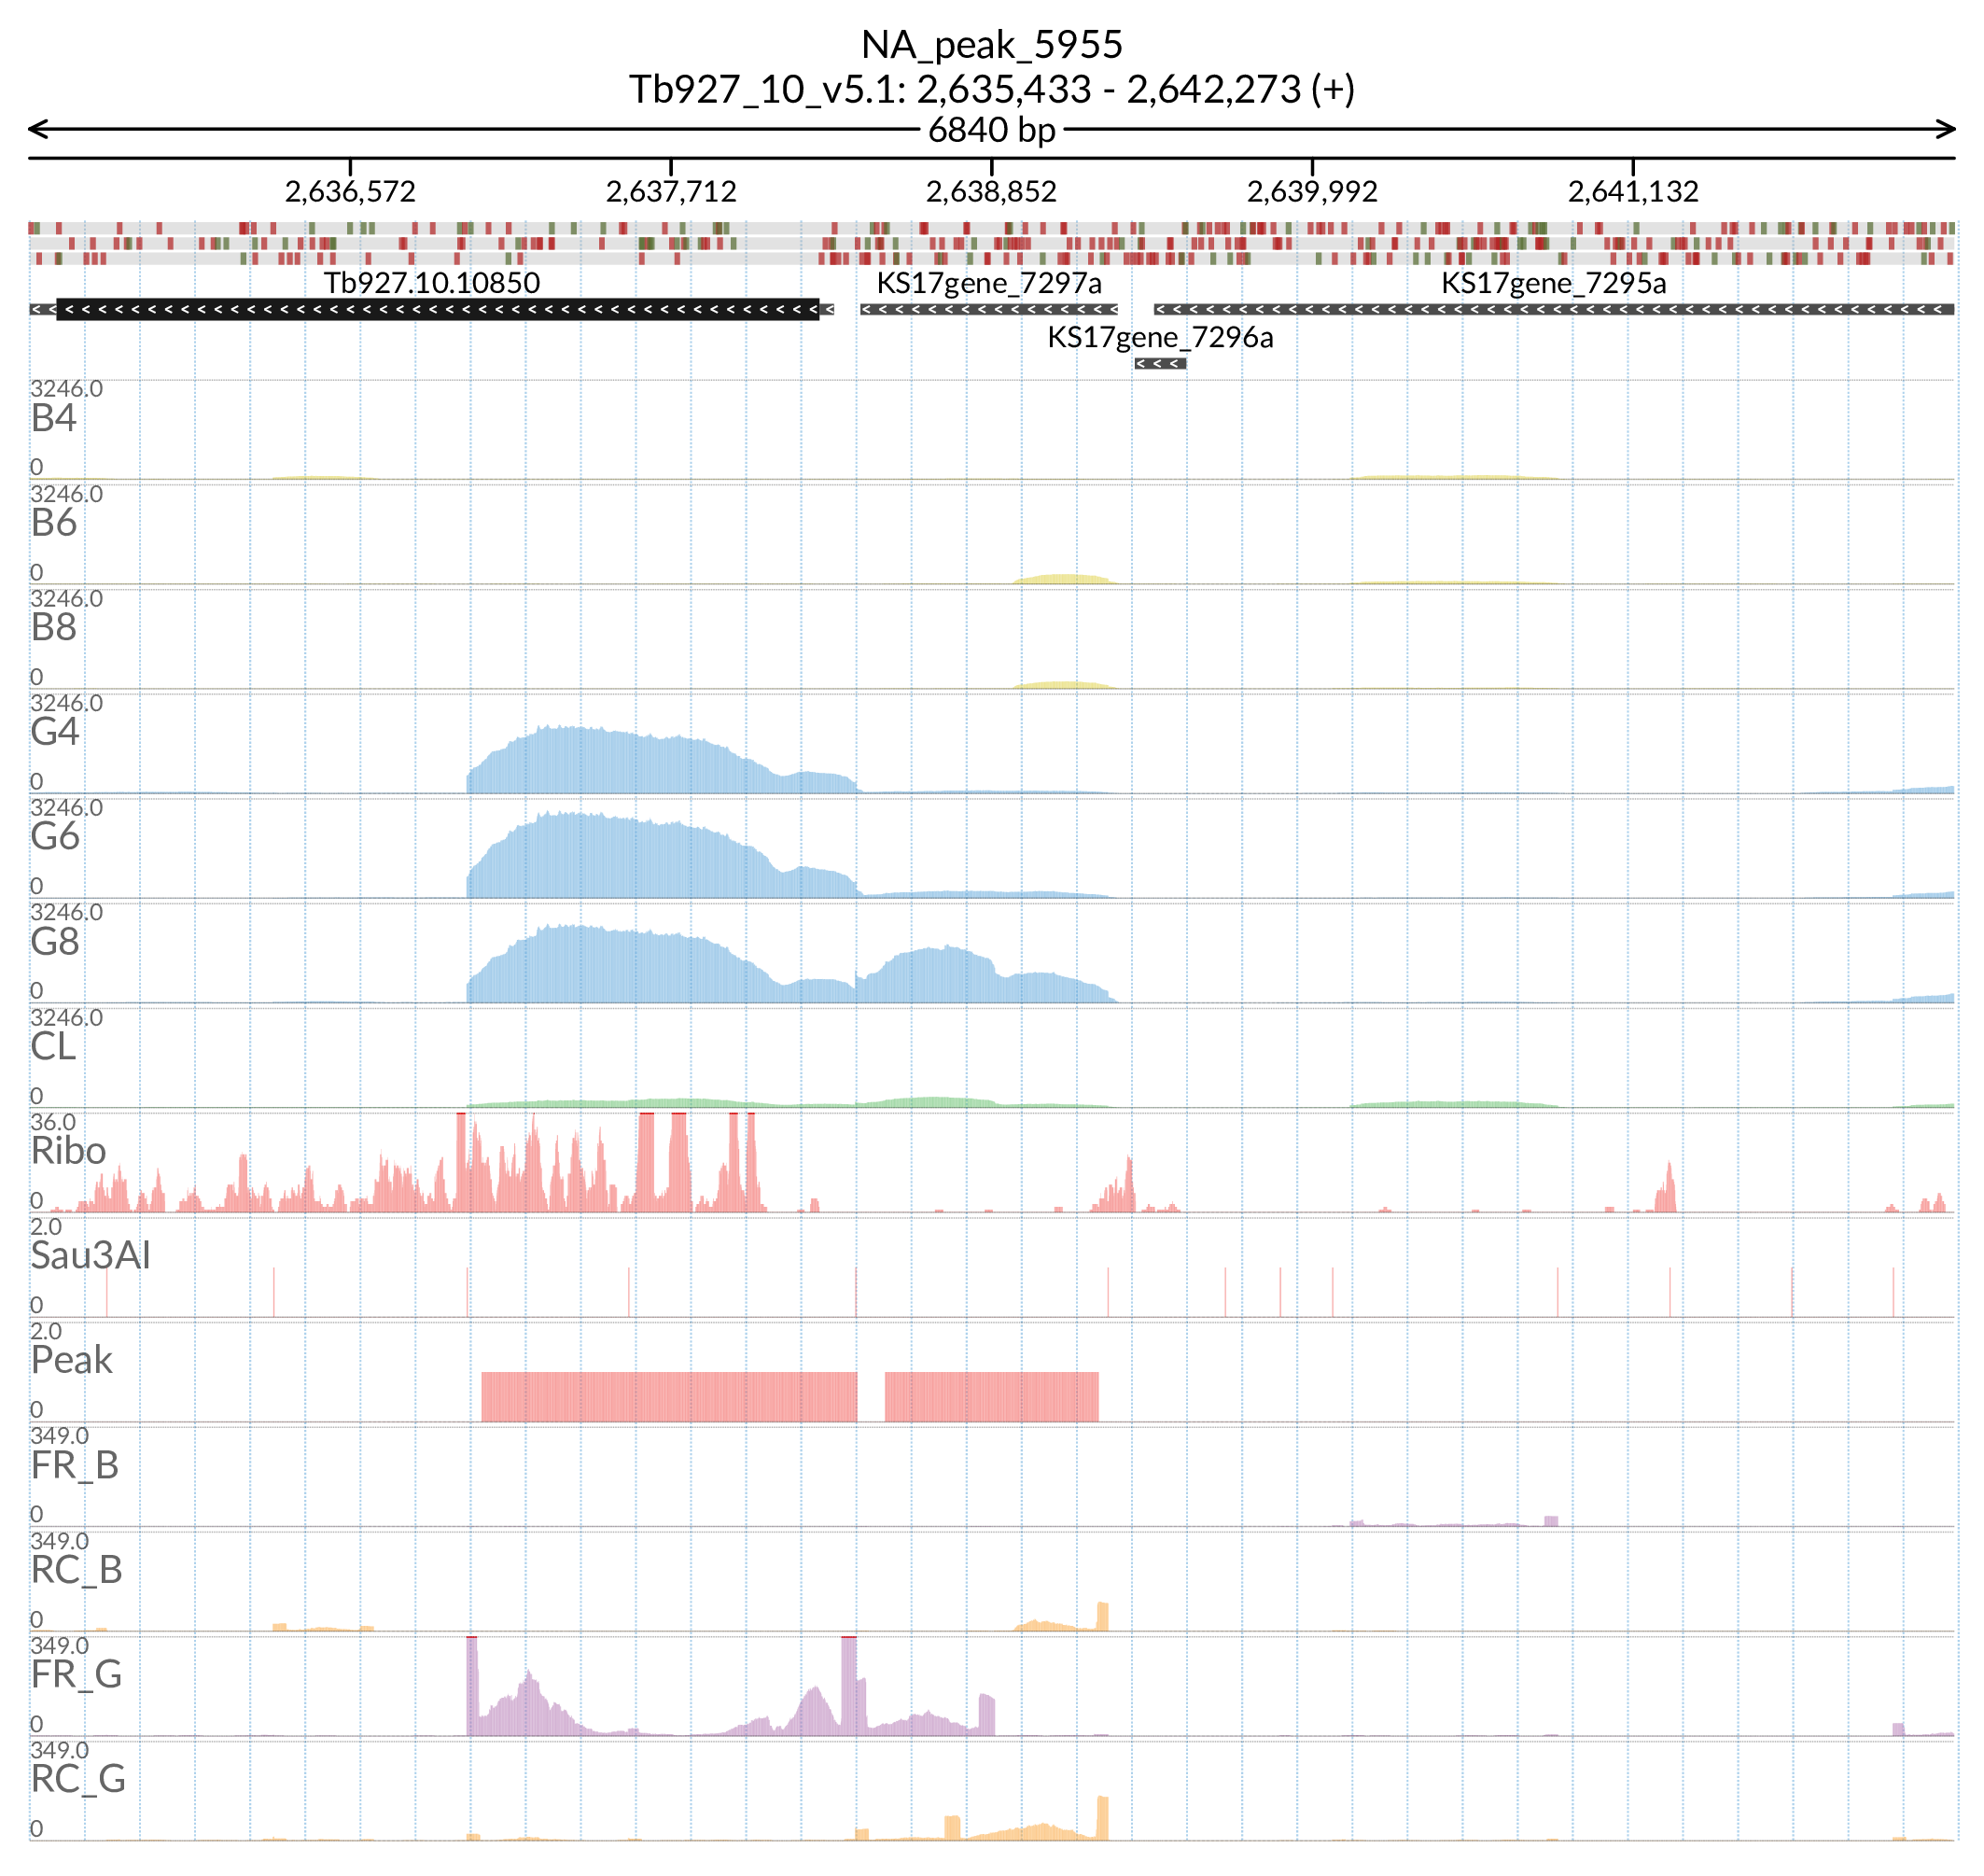 NA_peak_5955
Tb927_10_v5.1: 2,635,433 - 2,642,273 (+)
6840 bp
2,636,572 2,637,712 2,638,852 2,639,992 2,641,132
Tb927.10.10850 KS17gene_7297a KS17gene_7295a
KS17gene_7296a
3246.0
B4
0
3246.0
B6
0
3246.0
B8
0
3246.0
G4
0
3246.0
G6
0
3246.0
G8
0
3246.0
CL
0
36.0
Ribo
0
2.0
Sau3AI
0
2.0
Peak
0
349.0
FR_B
0
349.0
RC_B
0
349.0
FR_G
0
349.0
RC_G
0